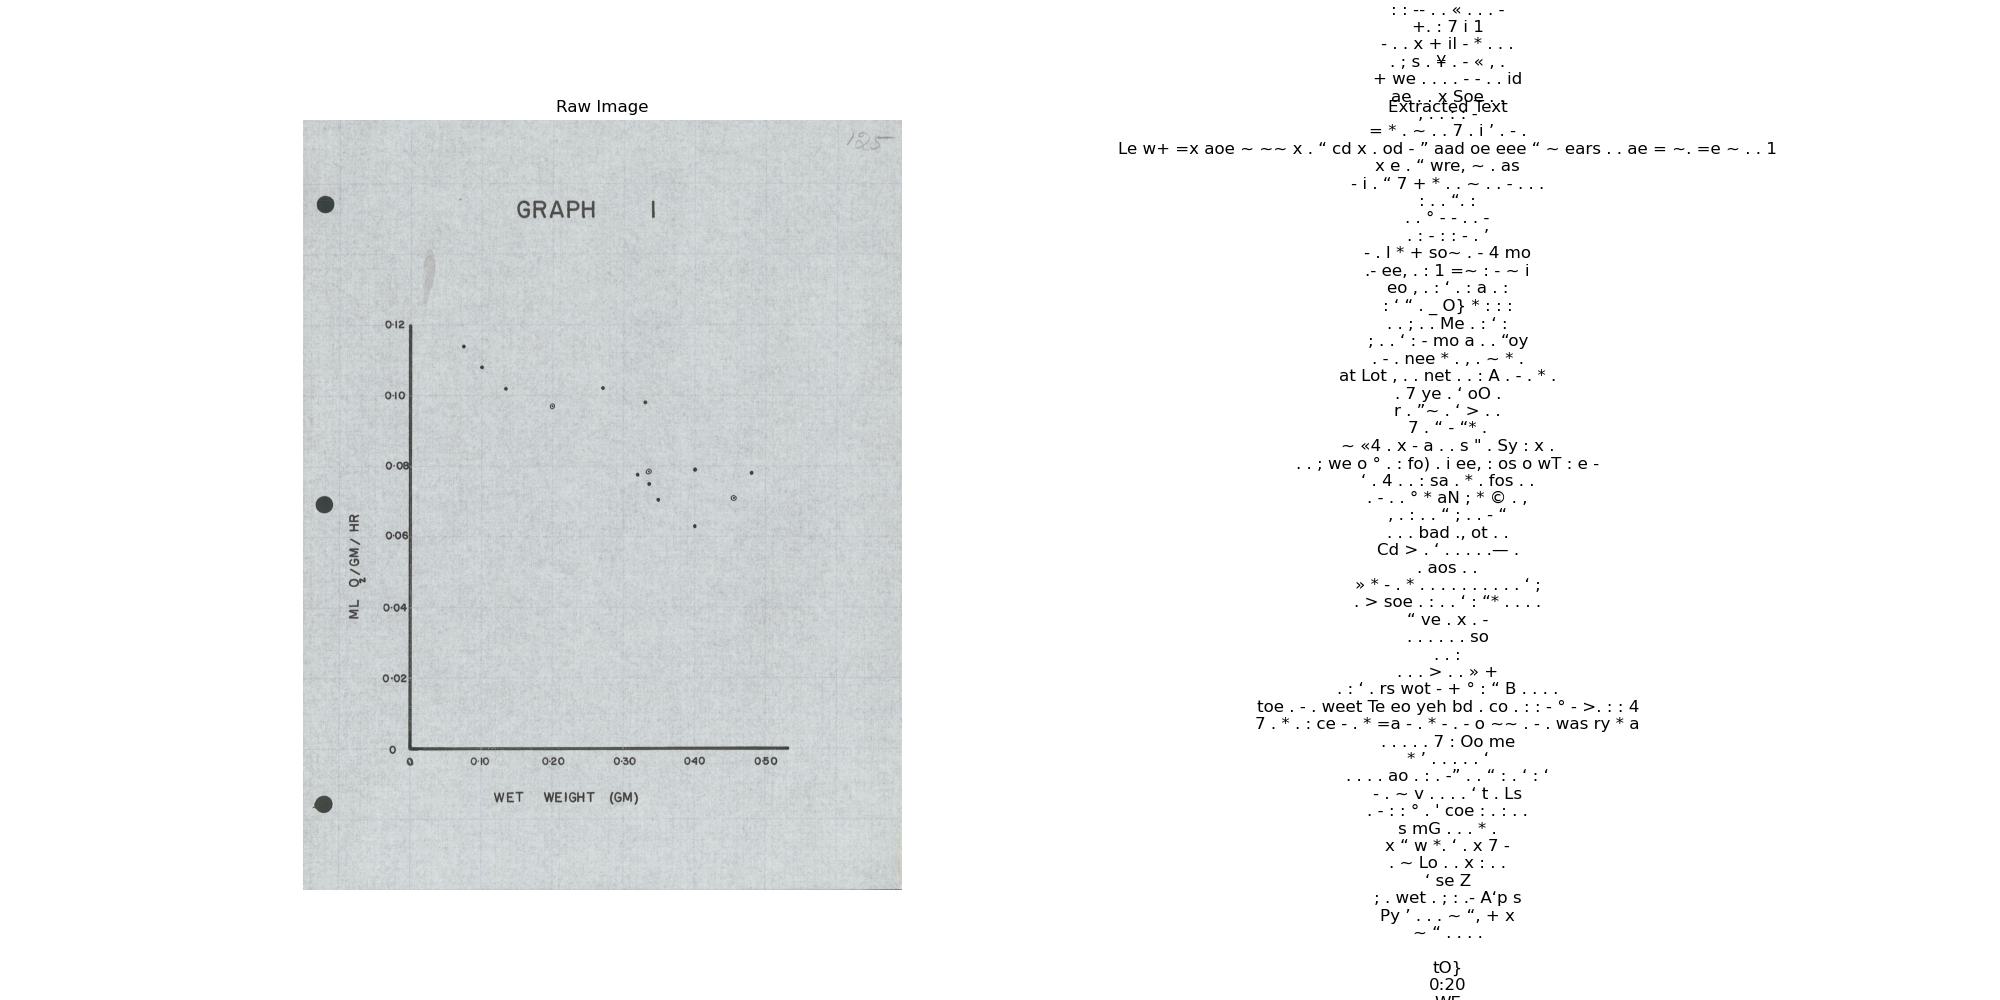 Raw Image
125
GRAPH 1
0·12
0·10
0·08
0·06
0·04
0·02
0
ML O2/GM/HR
0 0·10 0·20 0·30 0·40 0·50
WET WEIGHT (GM)
: : -- . . « . . . -
+. : 7 i 1
- . . x + il - * . . .
. ; s . ¥ . - « , .
+ we . . . . - - . . id
ae . . x Soe . .
Extracted Text
, . . : : -
= * . ~ . . 7 . i ’ . - .
Le w+ =x aoe ~ ~~ x . “ cd x . od - ” aad oe eee “ ~ ears . . ae = ~. =e ~ . . 1
x e . “ wre, ~ . as
- i . “ 7 + * . . ~ . . - . . .
: . . “. :
. . ° - - . . -
. : - : : - . ’
- . l * + so~ . - 4 mo
.- ee, . : 1 =~ : - ~ i
eo , . : ‘ . : a . :
: ‘ “ . _ O} * : : :
. . ; . . Me . : ‘ :
; . . ‘ : - mo a . . “oy
. - . nee * . , . ~ * .
at Lot , . . net . . : A . - . * .
. 7 ye . ‘ oO .
r . ”~ . ‘ > . .
7 . “ - “* .
~ «4 . x - a . . s " . Sy : x .
. . ; we o ° . : fo) . i ee, : os o wT : e -
‘ . 4 . . : sa . * . fos . .
. - . . ° * aN ; * © . ,
, . : . . “ ; . . - “
. . . bad ., ot . .
Cd > . ‘ . . . . .— .
. aos . .
» * - . * . . . . . . . . . . ‘ ;
. > soe . : . . ‘ : “* . . . .
“ ve . x . -
. . . . . . so
. . :
. . . > . . » +
. : ‘ . rs wot - + ° : “ B . . . .
toe . - . weet Te eo yeh bd . co . : : - ° - >. : : 4
7 . * . : ce - . * =a - . * - . - o ~~ . - . was ry * a
. . . . . 7 : Oo me
* ’ . . . . . ‘
. . . . ao . : . -” . . “ : . ‘ : ‘
- . ~ v . . . . ‘ t . Ls
. - : : ° . ' coe : . : . .
s mG . . . * .
x “ w *. ‘ . x 7 -
. ~ Lo . . x : . .
‘ se Z
; . wet . ; : .- A‘p s
Py ’ . . . ~ “, + x
~ “ . . . .
tO}
0:20